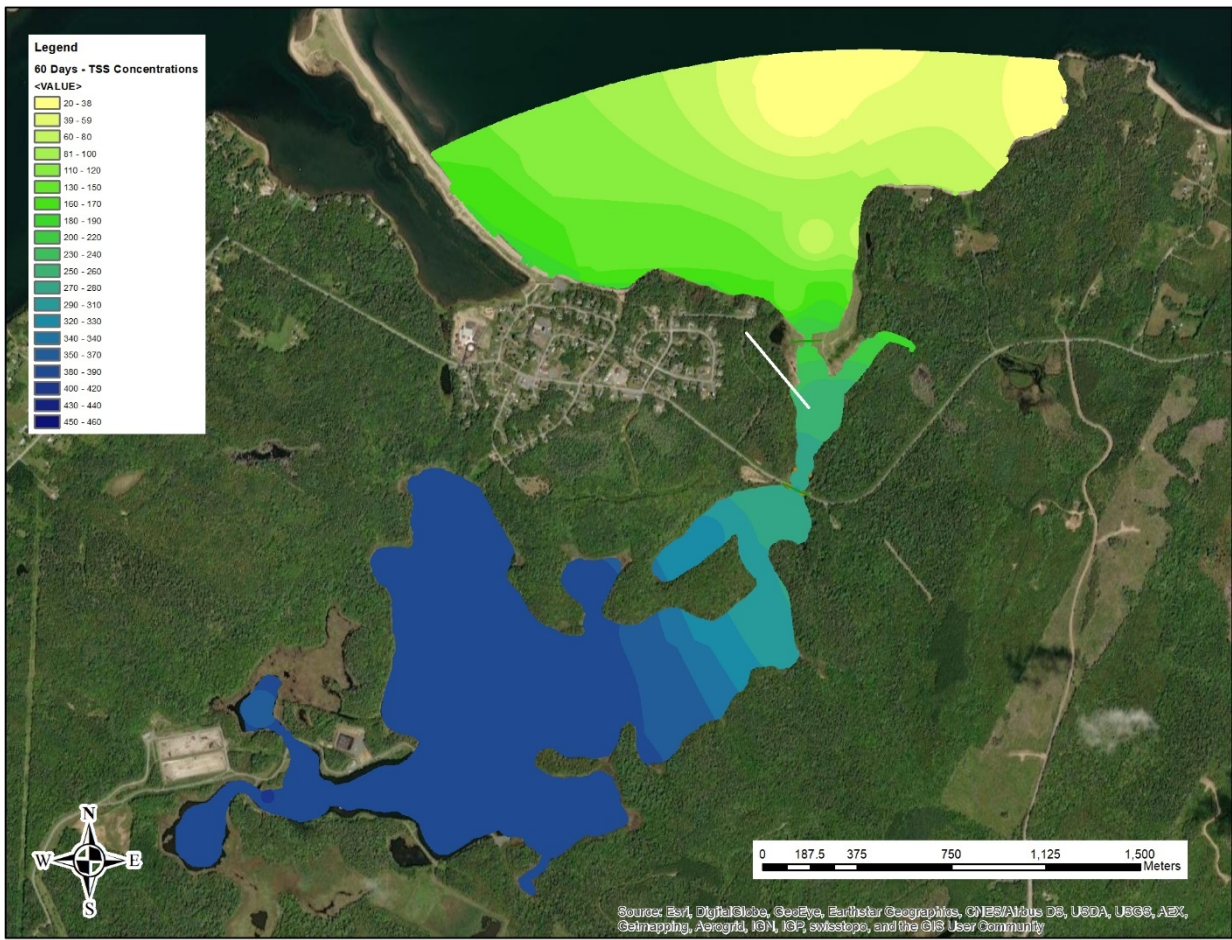 Legend
60 Days - TSS Concentrations
<VALUE>
20 - 38
39 - 59
60 - 80
81 - 100
110 - 120
130 - 150
160 - 170
180 - 190
200 - 220
230 - 240
250 - 260
270 - 280
290 - 310
320 - 330
340 - 340
350 - 370
380 - 390
400 - 420
430 - 440
450 - 460
N
W E
S
0 187.5 375 750 1,125 1,500
Meters
Source: Esri, DigitalGlobe, GeoEye, Earthstar Geographics, CNES/Airbus DS, USDA, USGS, AEX,
Getmapping, Aerogrid, IGN, IGP, swisstopo, and the GIS User Community